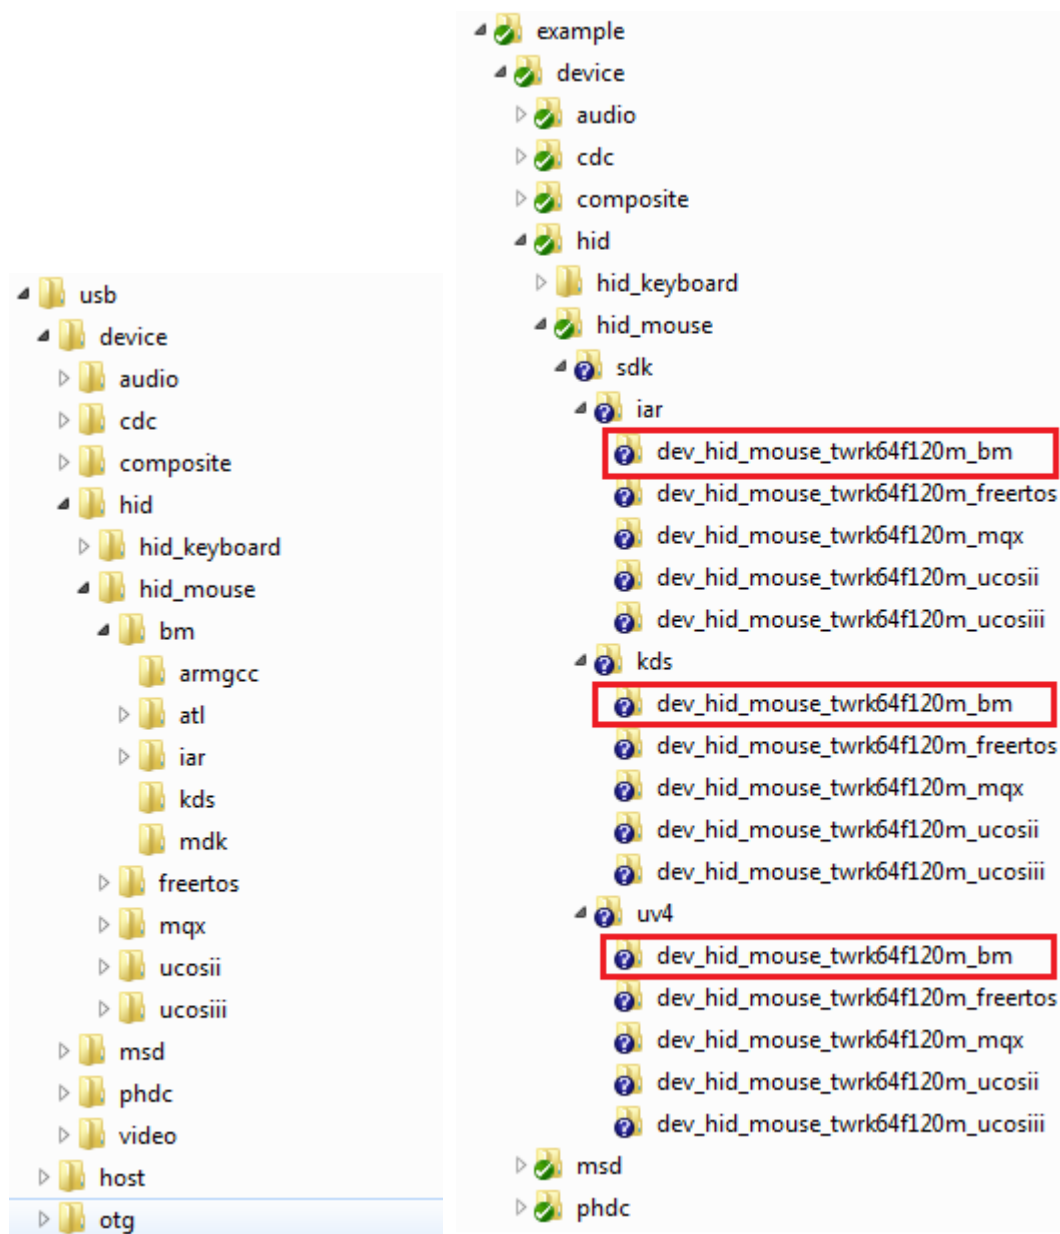 usb
device
audio
cdc
composite
hid
hid_keyboard
hid_mouse
bm
armgcc
atl
iar
kds
mdk
freertos
mqx
ucosii
ucosiii
msd
phdc
video
host
otg
example
device
audio
cdc
composite
hid
hid_keyboard
hid_mouse
sdk
iar
dev_hid_mouse_twrk64f120m_bm
dev_hid_mouse_twrk64f120m_freertos
dev_hid_mouse_twrk64f120m_mqx
dev_hid_mouse_twrk64f120m_ucosii
dev_hid_mouse_twrk64f120m_ucosiii
kds
dev_hid_mouse_twrk64f120m_bm
dev_hid_mouse_twrk64f120m_freertos
dev_hid_mouse_twrk64f120m_mqx
dev_hid_mouse_twrk64f120m_ucosii
dev_hid_mouse_twrk64f120m_ucosiii
uv4
dev_hid_mouse_twrk64f120m_bm
dev_hid_mouse_twrk64f120m_freertos
dev_hid_mouse_twrk64f120m_mqx
dev_hid_mouse_twrk64f120m_ucosii
dev_hid_mouse_twrk64f120m_ucosiii
msd
phdc